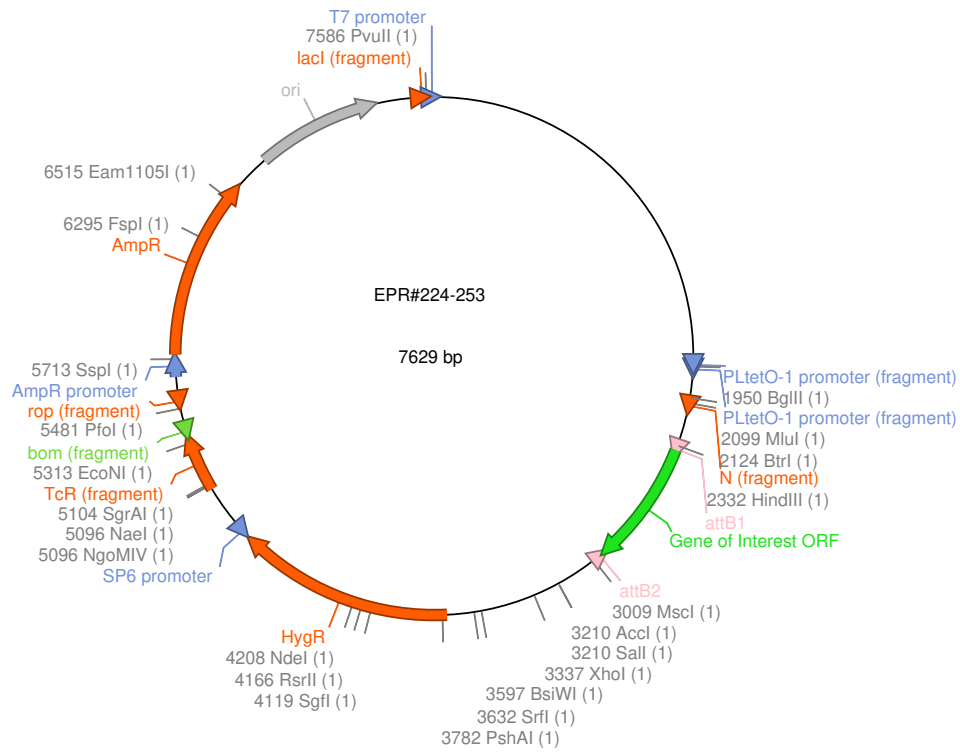 T7 promoter
7586 PvuII (1)
lacI (fragment)
ori
6515 Eam1105I (1)
6295 FspI (1)
AmpR
EPR#224-253
7629 bp
5713 SspI (1)
AmpR promoter
rop (fragment)
5481 PfoI (1)
bom (fragment)
5313 EcoNI (1)
TcR (fragment)
5104 SgrAI (1)
5096 NaeI (1)
5096 NgoMIV (1)
SP6 promoter
PLtetO-1 promoter (fragment)
1950 BglII (1)
PLtetO-1 promoter (fragment)
2099 MluI (1)
2124 BtrI (1)
N (fragment)
2332 HindIII (1)
attB1
Gene of Interest ORF
attB2
3009 MscI (1)
3210 AccI (1)
3210 SalI (1)
3337 XhoI (1)
3597 BsiWI (1)
3632 SrfI (1)
3782 PshAI (1)
HygR
4208 NdeI (1)
4166 RsrII (1)
4119 SgfI (1)